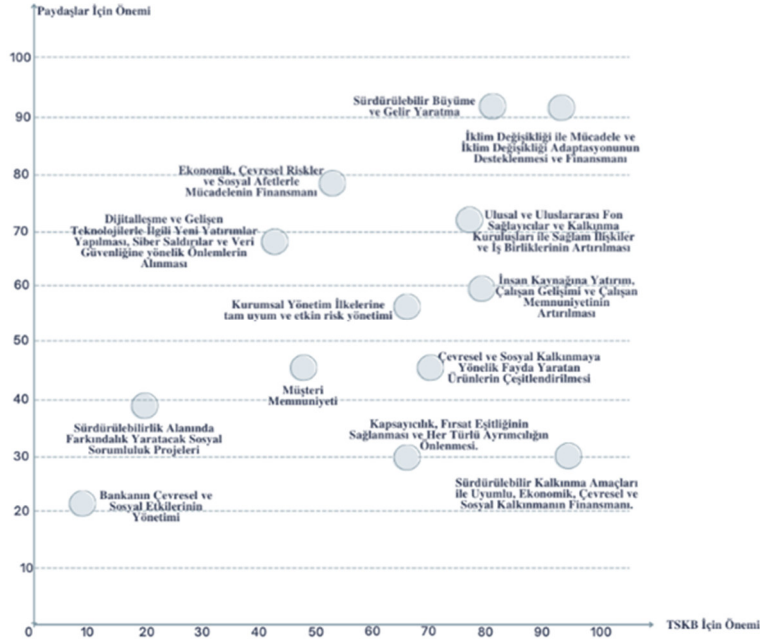 Paydaşlar İçin Önemi
100
Sürdürülebilir Büyüme
ve Gelir Yaratma
90
İklim Değişikliği ile Mücadele ve
İklim Değişikliği Adaptasyonunun
Desteklenmesi ve Finansmanı
Ekonomik, Çevresel Riskler
ve Sosyal Afetlerle
Mücadelenin Finansmanı
80
Dijitalleşme ve Gelişen
Teknolojilerle İlgili Yeni Yatırımlar
Yapılması, Siber Saldırılar ve Veri
Güvenliğine yönelik Önlemlerin
Alınması
70
Ulusal ve Uluslararası Fon
Sağlayıcılar ve Kalkınma
Kuruluşları ile Sağlam İlişkiler
ve İş Birliklerinin Artırılması
60
İnsan Kaynağına Yatırım,
Çalışan Gelişimi ve Çalışan
Memnuniyetinin
Artırılması
Kurumsal Yönetim İlkelerine
tam uyum ve etkin risk yönetimi
50
Çevresel ve Sosyal Kalkınmaya
Yönelik Fayda Yaratan
Ürünlerin Çeşitlendirilmesi
Müşteri
Memnuniyeti
40
Sürdürülebilirlik Alanında
Farkındalık Yaratacak Sosyal
Sorumluluk Projeleri
Kapsayıcılık, Fırsat Eşitliğinin
Sağlanması ve Her Türlü Ayrımcılığın
Önlenmesi.
30
Sürdürülebilir Kalkınma Amaçları
ile Uyumlu, Ekonomik, Çevresel ve
Sosyal Kalkınmanın Finansmanı.
Bankanın Çevresel ve
Sosyal Etkilerinin
Yönetimi
20
10
0 10 20 30 40 50 60 70 80 90 100
TSKB İçin Önemi